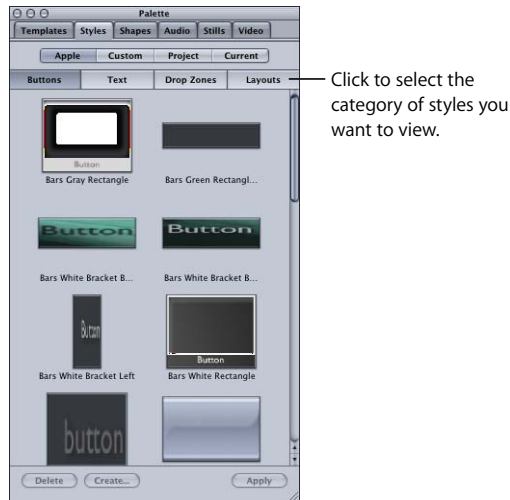 Palette
Templates Styles Shapes Audio Stills Video
Apple Custom Project Current
Buttons Text Drop Zones Layouts
Click to select the
category of styles you
want to view.
Button
Bars Gray Rectangle Bars Green Rectangl...
Button Button
Bars White Bracket B... Bars White Bracket B...
Button
Button
Bars White Bracket Left Bars White Rectangle
button
Delete Create... Apply